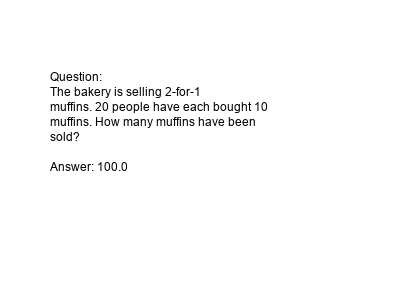 Question:
The bakery is selling 2-for-1
muffins. 20 people have each bought 10
muffins. How many muffins have been
sold?
Answer: 100.0